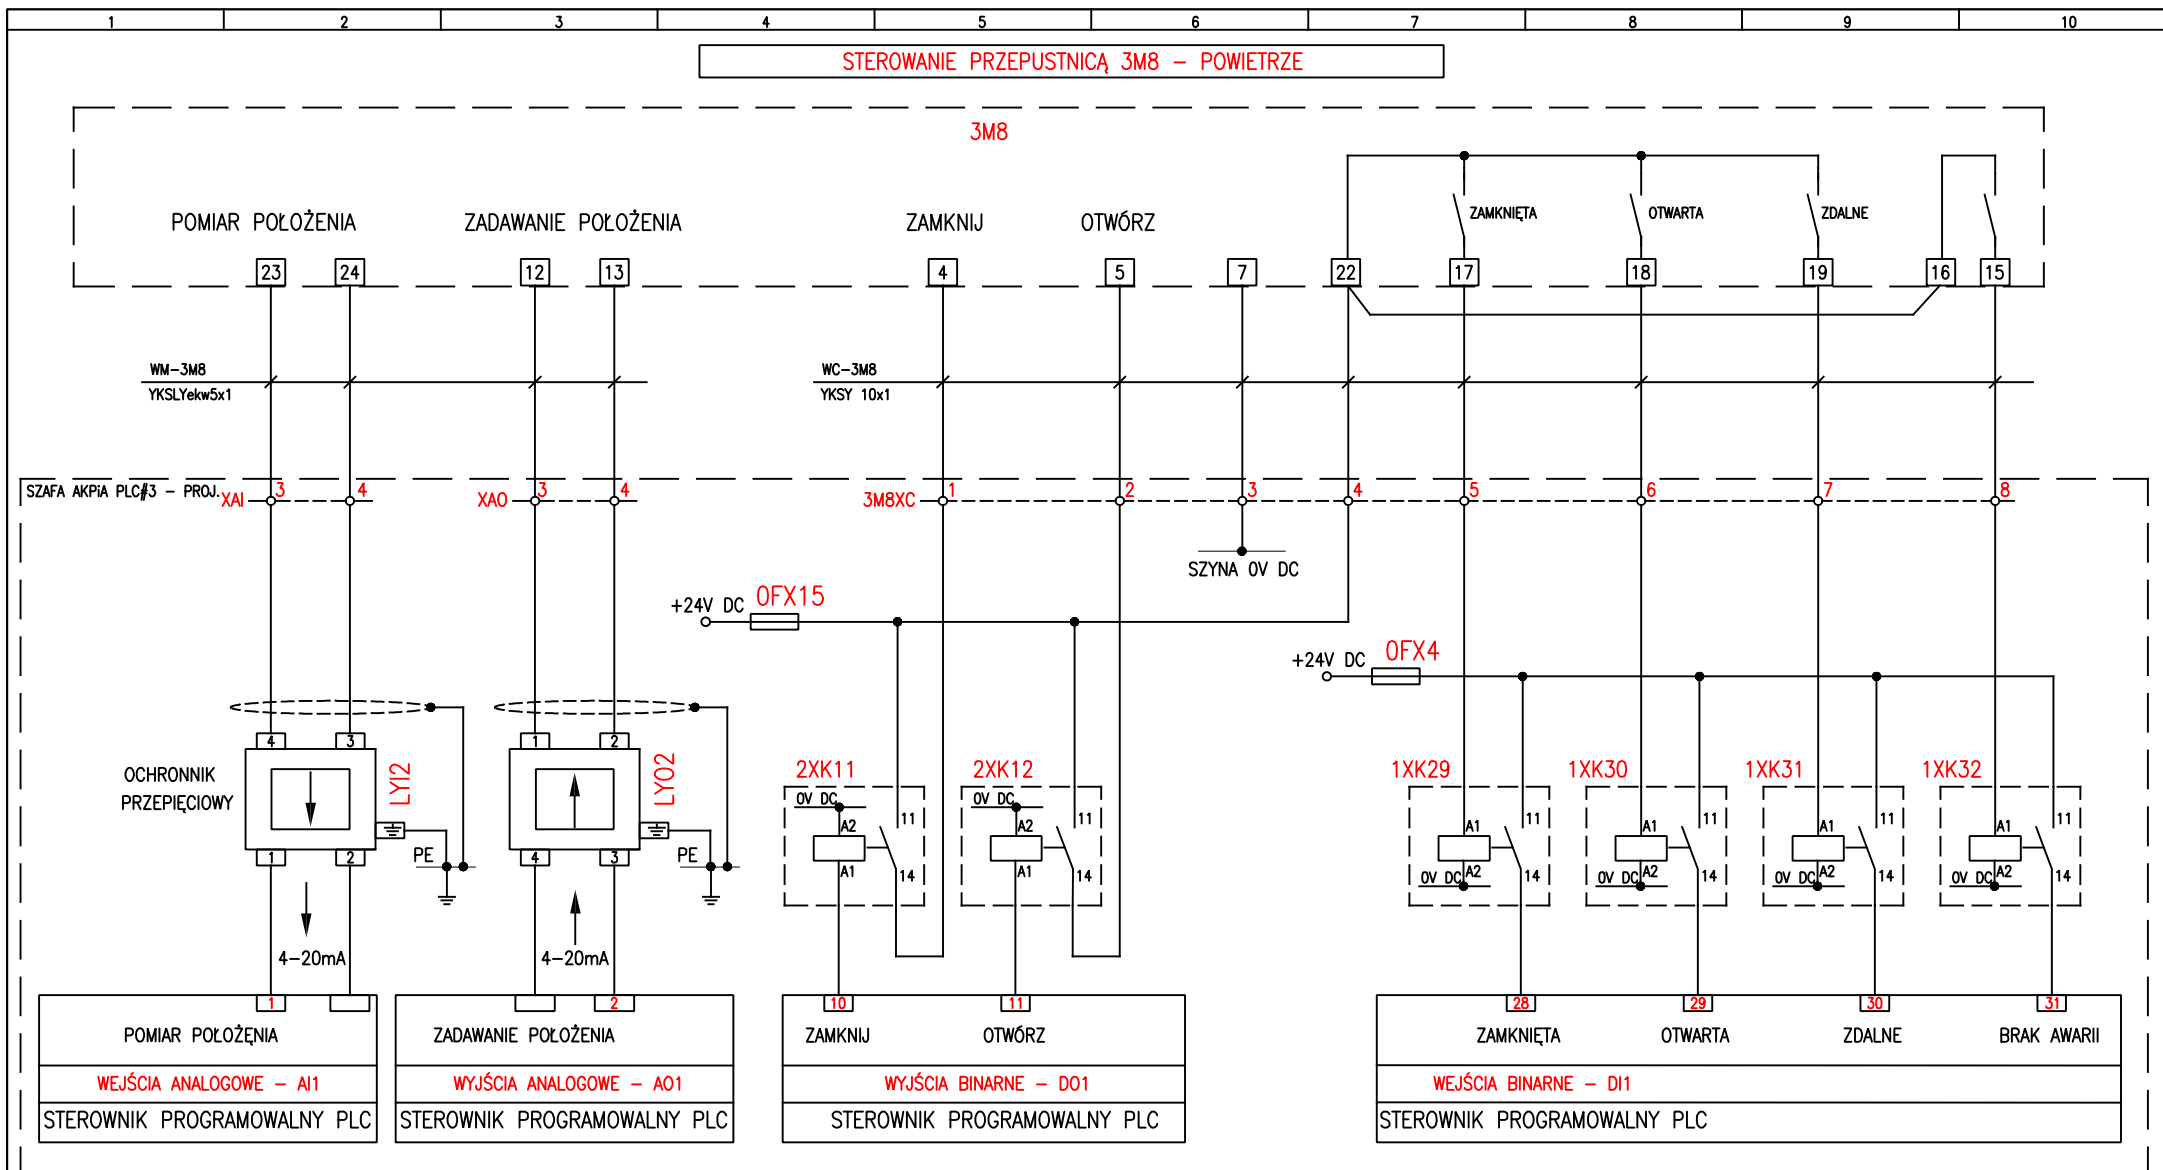 1 2 3 4 5 6 7 8 9 10
STEROWANIE PRZEPUSTNICĄ 3M8 – POWIETRZE
3M8
POMIAR POŁOŻENIA ZADAWANIE POŁOŻENIA ZAMKNIJ OTWÓRZ ZAMKNIĘTA OTWARTA ZDALNE
23 24 12 13 4 5 7 22 17 18 19 16 15
WM–3M8 WC–3M8
YKSLYekw5x1 YKSY 10x1
SZAFA AKPiA PLC#3 – PROJ.
XAI 3 4 XAO 3 4 3M8XC 1 2 3 4 5 6 7 8
SZYNA 0V DC
+24V DC 0FX15
+24V DC 0FX4
4 3 1 2
OCHRONNIK
PRZEPIĘCIOWY
LYI2 LYO2
2XK11 2XK12 1XK29 1XK30 1XK31 1XK32
0V DC 0V DC
A2 11 A2 11 A1 11 A1 11 A1 11 A1 11
1 2 PE 4 3 PE
A1 14 A1 14 A2 14 A2 14 A2 14 A2 14
0V DC 0V DC 0V DC 0V DC
4–20mA 4–20mA
1 2 10 11 28 29 30 31
POMIAR POŁOŻĘNIA ZADAWANIE POŁOŻENIA ZAMKNIJ OTWÓRZ ZAMKNIĘTA OTWARTA ZDALNE BRAK AWARII
WEJŚCIA ANALOGOWE – AI1 WYJŚCIA ANALOGOWE – AO1 WYJŚCIA BINARNE – DO1 WEJŚCIA BINARNE – DI1
STEROWNIK PROGRAMOWALNY PLC STEROWNIK PROGRAMOWALNY PLC STEROWNIK PROGRAMOWALNY PLC STEROWNIK PROGRAMOWALNY PLC